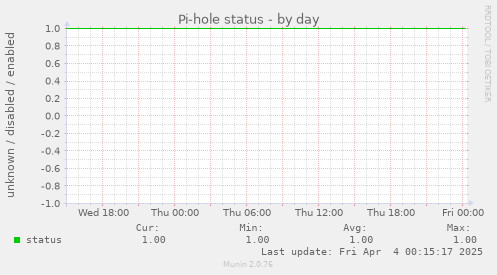 Pi-hole status - by day
RRDTOOL / TOBI OETIKER
unknown / disabled / enabled
1.0
0.8
0.6
0.4
0.2
0.0
-0.2
-0.4
-0.6
-0.8
-1.0
Wed 18:00 Thu 00:00 Thu 06:00 Thu 12:00 Thu 18:00 Fri 00:00
Cur: Min: Avg: Max:
status 1.00 1.00 1.00 1.00
Last update: Fri Apr 4 00:15:17 2025
Munin 2.0.76